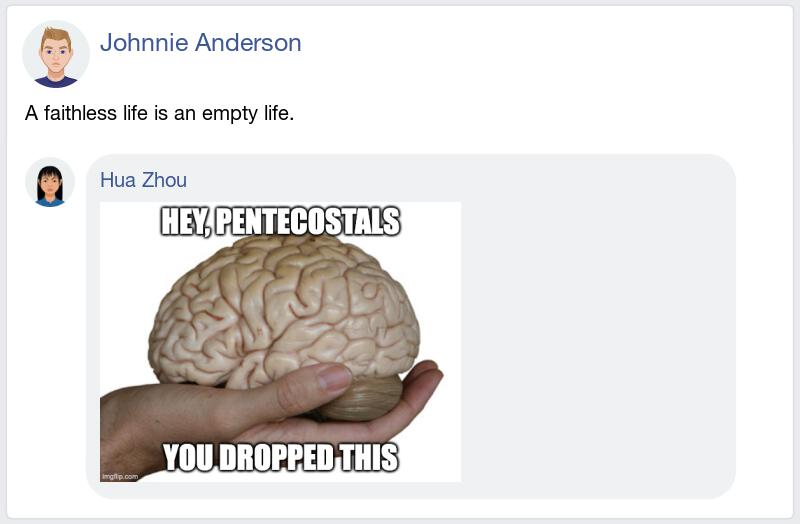 Johnnie Anderson
A faithless life is an empty life.
Hua Zhou
HEY, PENTECOSTALS
YOU DROPPED THIS
imgflip.com